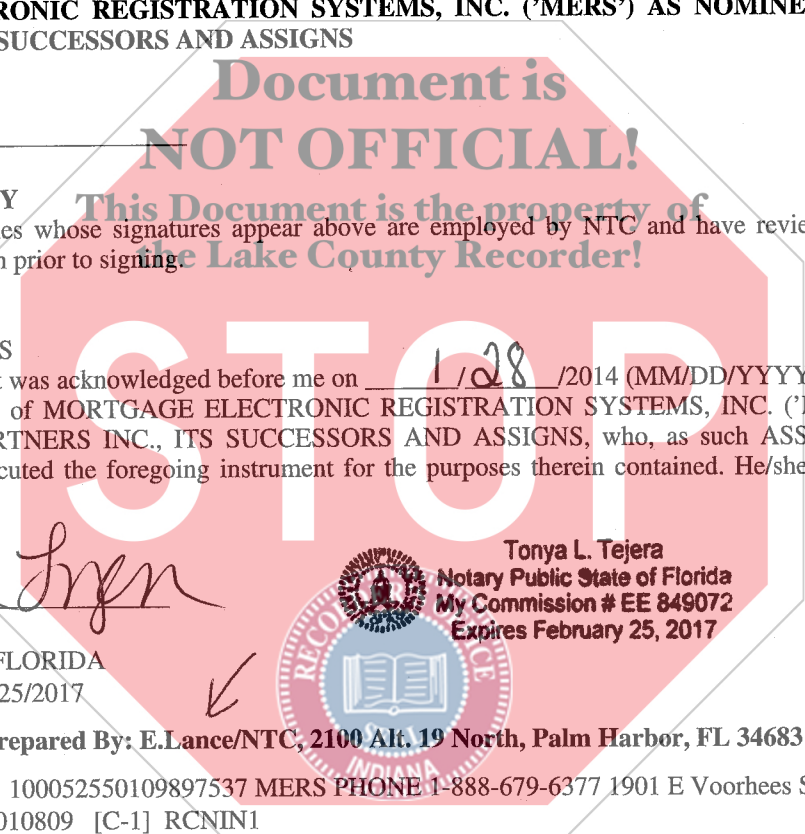 RONIC REGISTRATION SYSTEMS, INC. ('MERS') AS NOMINE
SUCCESSORS AND ASSIGNS
Document is
NOT OFFICIAL!
This Document is the property of
the Lake County Recorder!
Y
es whose signatures appear above are employed by NTC and have revie
n prior to signing.
STOP
S
t was acknowledged before me on 1/28/2014 (MM/DD/YYYY
of MORTGAGE ELECTRONIC REGISTRATION SYSTEMS, INC. ('
RTNERS INC., ITS SUCCESSORS AND ASSIGNS, who, as such ASS
cuted the foregoing instrument for the purposes therein contained. He/she
Tonya L. Tejera
Notary Public State of Florida
My Commission # EE 849072
Expires February 25, 2017
FLORIDA
25/2017
SEAL
INDIANA
repared By: E.Lance/NTC, 2100 Alt. 19 North, Palm Harbor, FL 34683
100052550109897537 MERS PHONE 1-888-679-6377 1901 E Voorhees S
010809 [C-1] RCNIN1